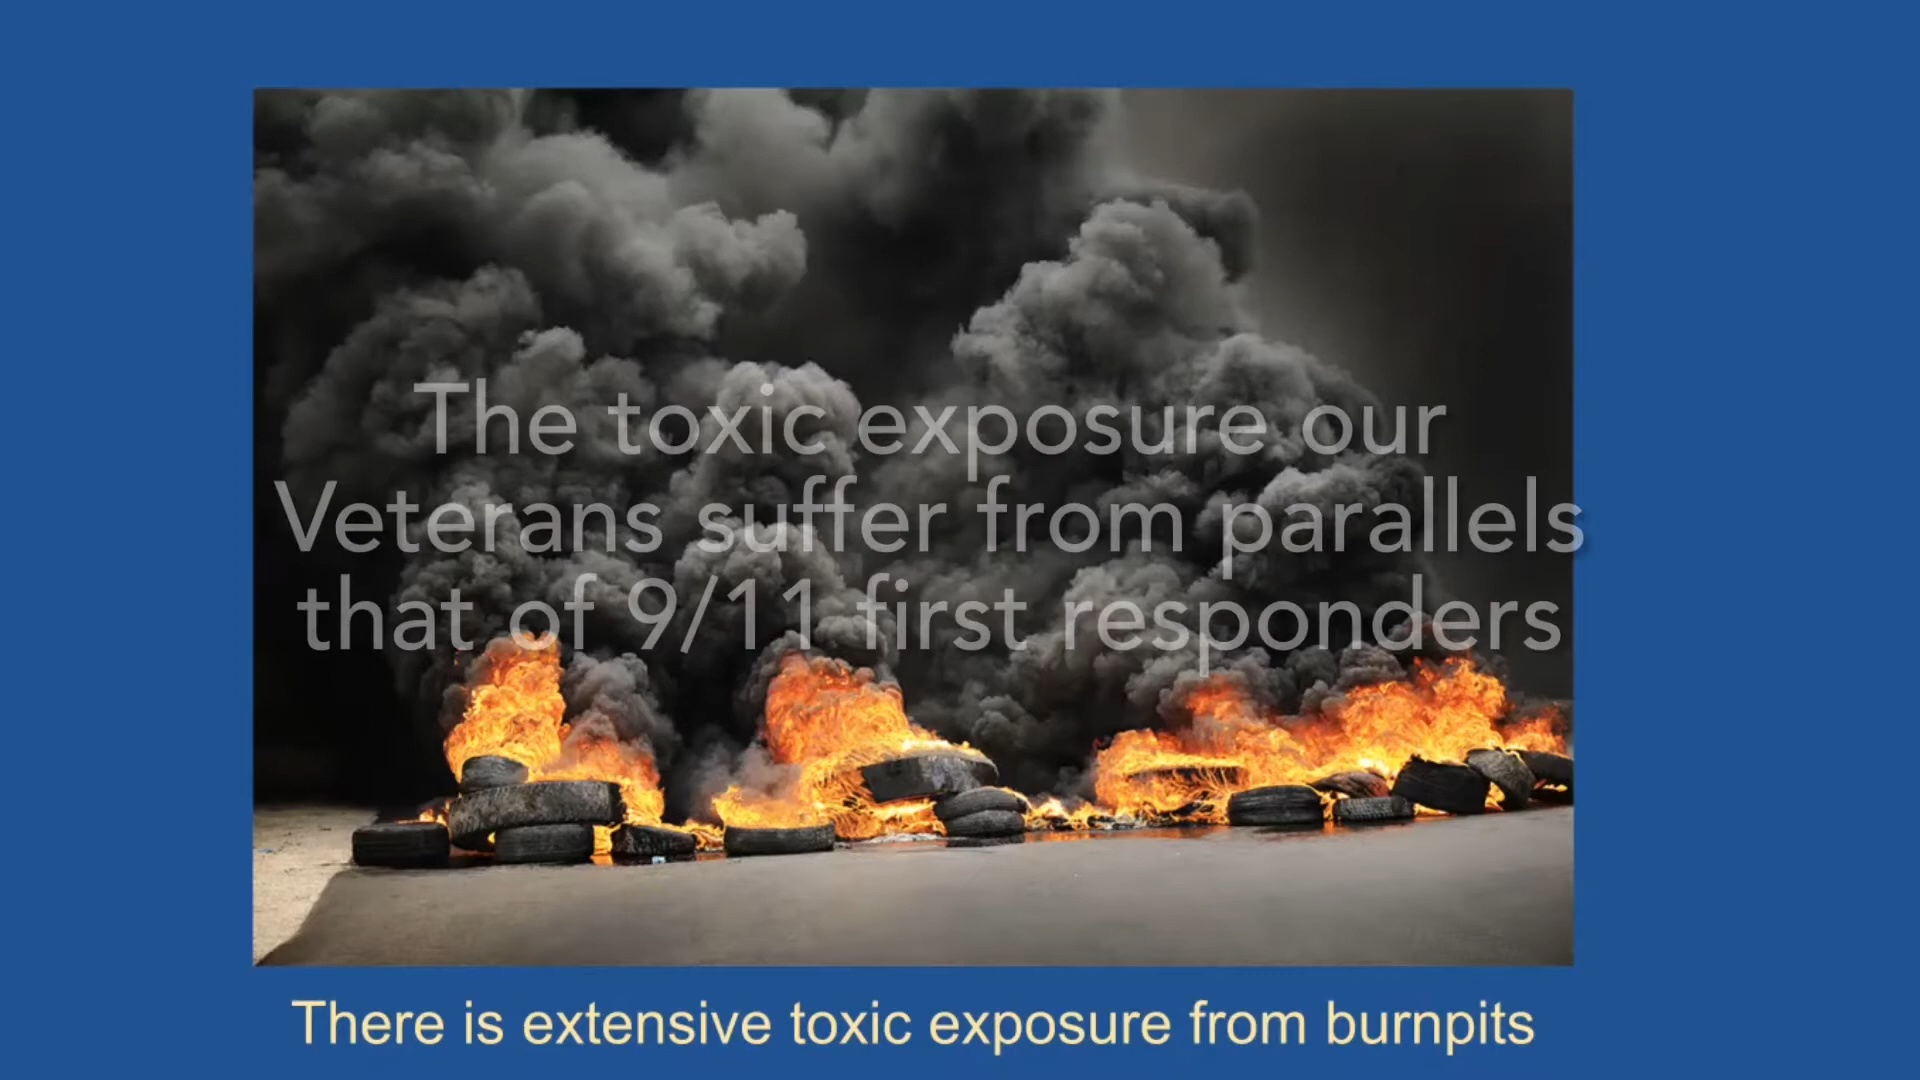 The toxic exposure our
Veterans suffer from parallels
that of 9/11 first responders
There is extensive toxic exposure from burnpits